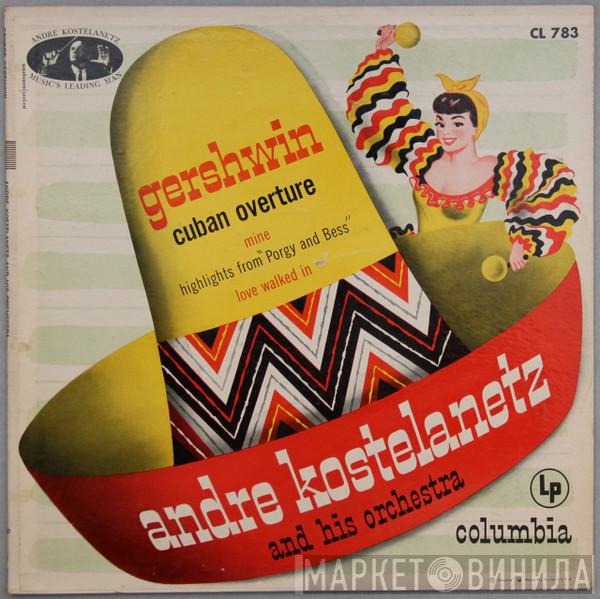 ANDRÉ KOSTELANETZ
MUSIC'S LEADING MAN
CL 783
gershwin
cuban overture
mine
highlights from "Porgy and Bess"
love walked in
andre kostelanetz
and his orchestra
LP
columbia
МАРКЕТ ВИНИЛА